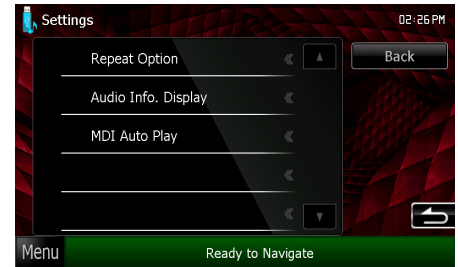 Settings
02:26 PM
Repeat Option
Back
Audio Info. Display
MDI Auto Play
Menu
Ready to Navigate